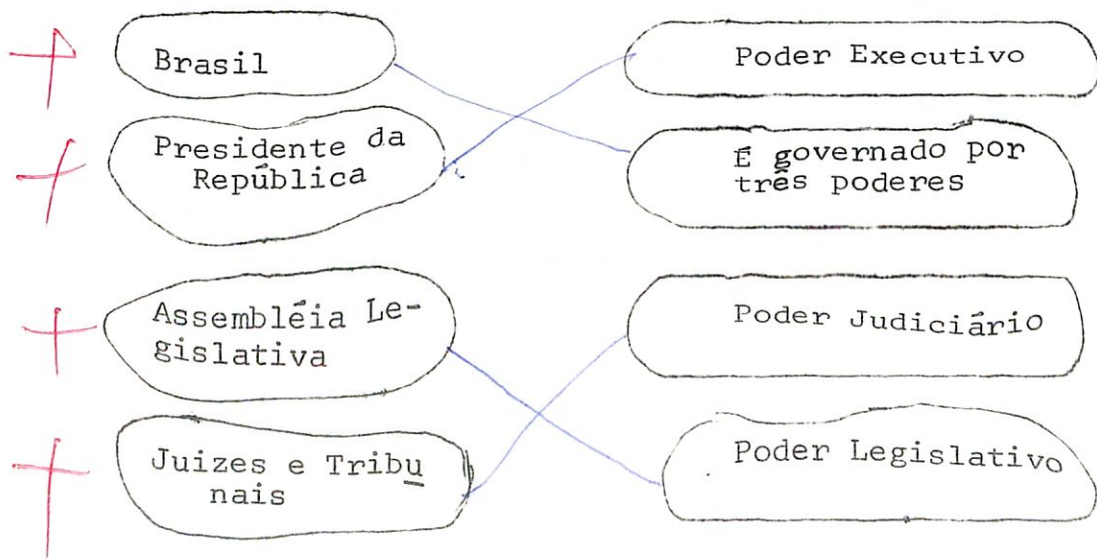 Brasil
Poder Executivo
Presidente da
República
É governado por
três poderes
Assembléia Le-
gislativa
Poder Judiciário
Juizes e Tribu
nais
Poder Legislativo